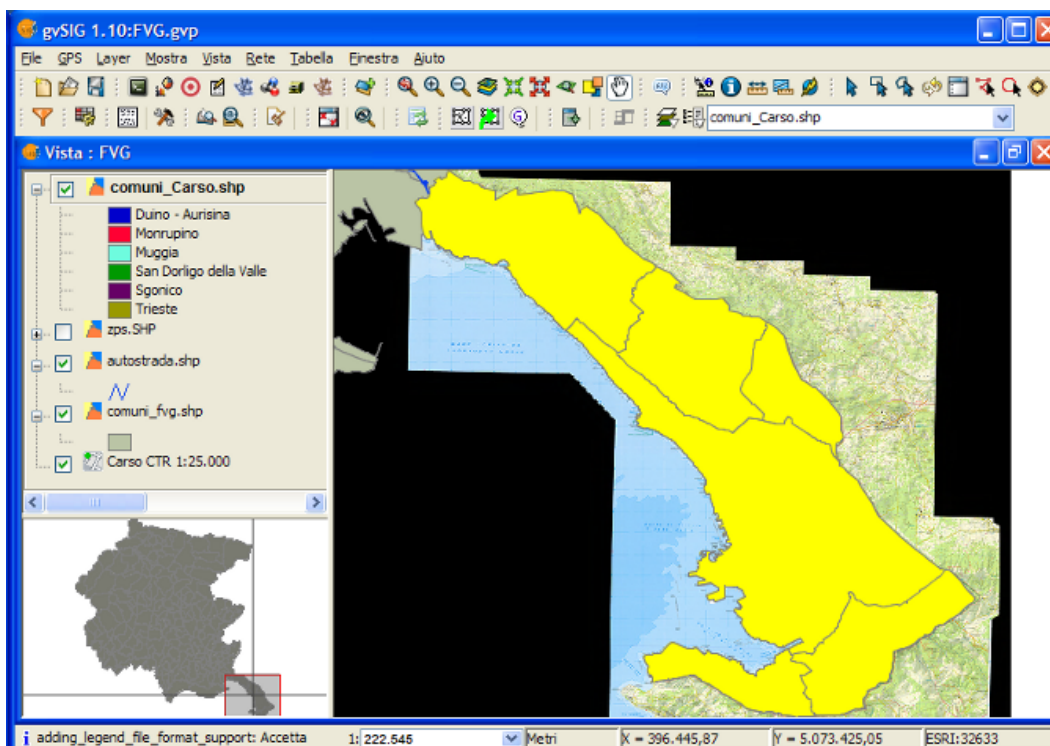 gvSIG 1.10:FVG.gvp
File GPS Layer Mostra Vista Rete Tabella Finestra Aiuto
comuni_Carso.shp
Vista : FVG
comuni_Carso.shp
Duino - Aurisina
Monrupino
Muggia
San Dorligo della Valle
Sgonico
Trieste
zps.SHP
autostrada.shp
comuni_fvg.shp
Carso CTR 1:25.000
adding_legend_file_format_support: Accetta 1: 222.545 Metri X = 396.445,87 Y = 5.073.425,05 ESRI:32633